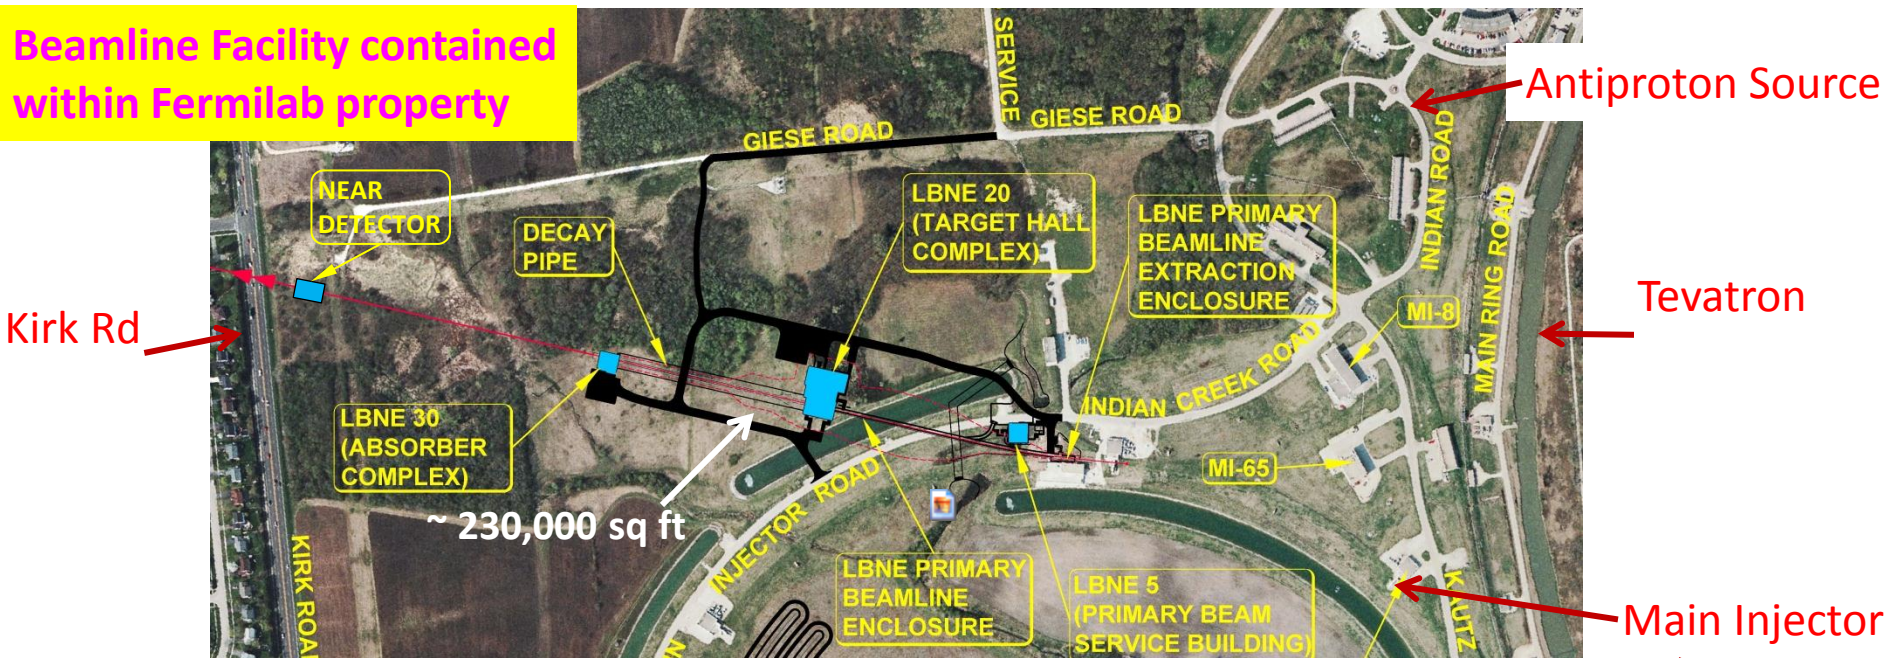 Beamline Facility contained
within Fermilab property
SERVICE
GIESE ROAD
GIESE ROAD
Antiproton Source
INDIAN ROAD
NEAR
DETECTOR
DECAY
PIPE
LBNE 20
(TARGET HALL
COMPLEX)
LBNE PRIMARY
BEAMLINE
EXTRACTION
ENCLOSURE
INDIAN ROAD
MAIN RING ROAD
Kirk Rd
MI-8
Tevatron
INDIAN CREEK ROAD
LBNE 30
(ABSORBER
COMPLEX)
MI-65
~ 230,000 sq ft
INJECTOR ROAD
KIRK ROAD
LBNE PRIMARY
BEAMLINE
ENCLOSURE
LBNE 5
(PRIMARY BEAM
SERVICE BUILDING)
KAUTZ
Main Injector